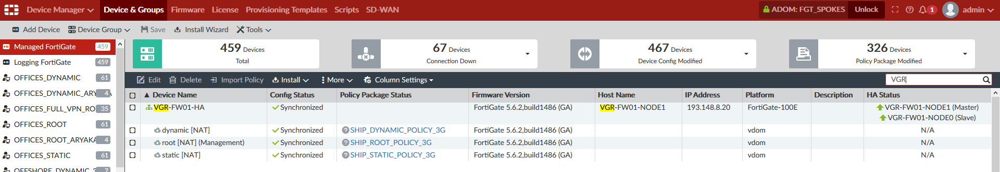 Device Manager Device & Groups Firmware License Provisioning Templates Scripts SD-WAN ADOM: FGT_SPOKES Unlock 1 admin
Add Device Device Group Save Install Wizard Tools
Managed FortiGate 459
Logging FortiGate 459
OFFICES_DYNAMIC 61
OFFICES_DYNAMIC_ARY 4
OFFICES_FULL_VPN_RO 35
OFFICES_ROOT 61
OFFICES_ROOT_ARYAKA 4
OFFICES_STATIC 61
OFFSHORE_DYNAMIC_3 7
459 Devices
Total
67 Devices
Connection Down
467 Devices
Device Config Modified
326 Devices
Policy Package Modified
Edit Delete Import Policy Install More Column Settings VGR
Device Name Config Status Policy Package Status Firmware Version Host Name IP Address Platform Description HA Status
VGR-FW01-HA Synchronized FortiGate 5.6.2,build1486 (GA) VGR-FW01-NODE1 193.148.8.20 FortiGate-100E VGR-FW01-NODE1 (Master)
VGR-FW01-NODE0 (Slave)
dynamic [NAT] Synchronized SHIP_DYNAMIC_POLICY_3G FortiGate 5.6.2,build1486 (GA) vdom N/A
root [NAT] (Management) Synchronized SHIP_ROOT_POLICY_3G FortiGate 5.6.2,build1486 (GA) vdom N/A
static [NAT] Synchronized SHIP_STATIC_POLICY_3G FortiGate 5.6.2,build1486 (GA) vdom N/A